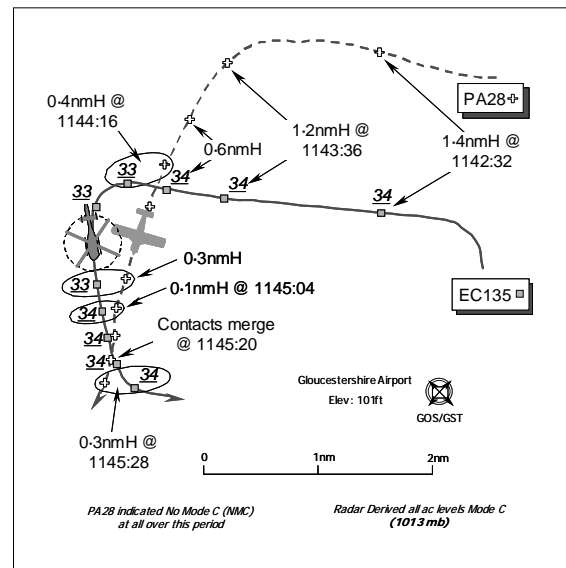 PA28
0·4nmH @
1144:16
1·2nmH @
1143:36
0·6nmH
1·4nmH @
1142:32
33
34
34
34
33
0·3nmH
33
EC135
0·1nmH @ 1145:04
34
Contacts merge
@ 1145:20
34
34
34
Gloucestershire Airport
Elev: 101ft
GOS/GST
0·3nmH @
1145:28
0
1nm
2nm
PA28 indicated No Mode C (NMC)
at all over this period
Radar Derived all ac levels Mode C
(1013 mb)